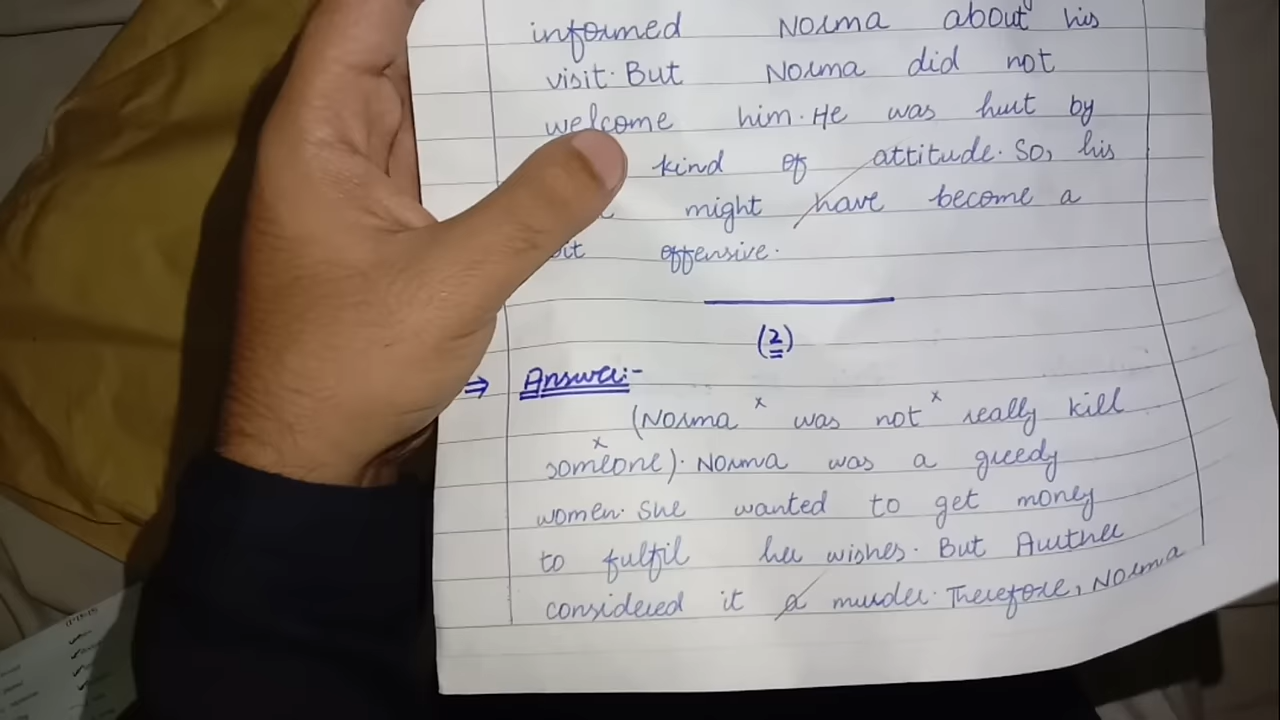 informed Norma about his
visit. But Norma did not
welcome him. He was hurt by
kind of attitude. So, his
might have become a
bit offensive.
(2)
⇒ Answer:-
(Norma x was not x really kill
x
someone). Norma was a greedy
women. She wanted to get money
to fulfil her wishes. But Aurther
considered it a murder. Therefore, Norma